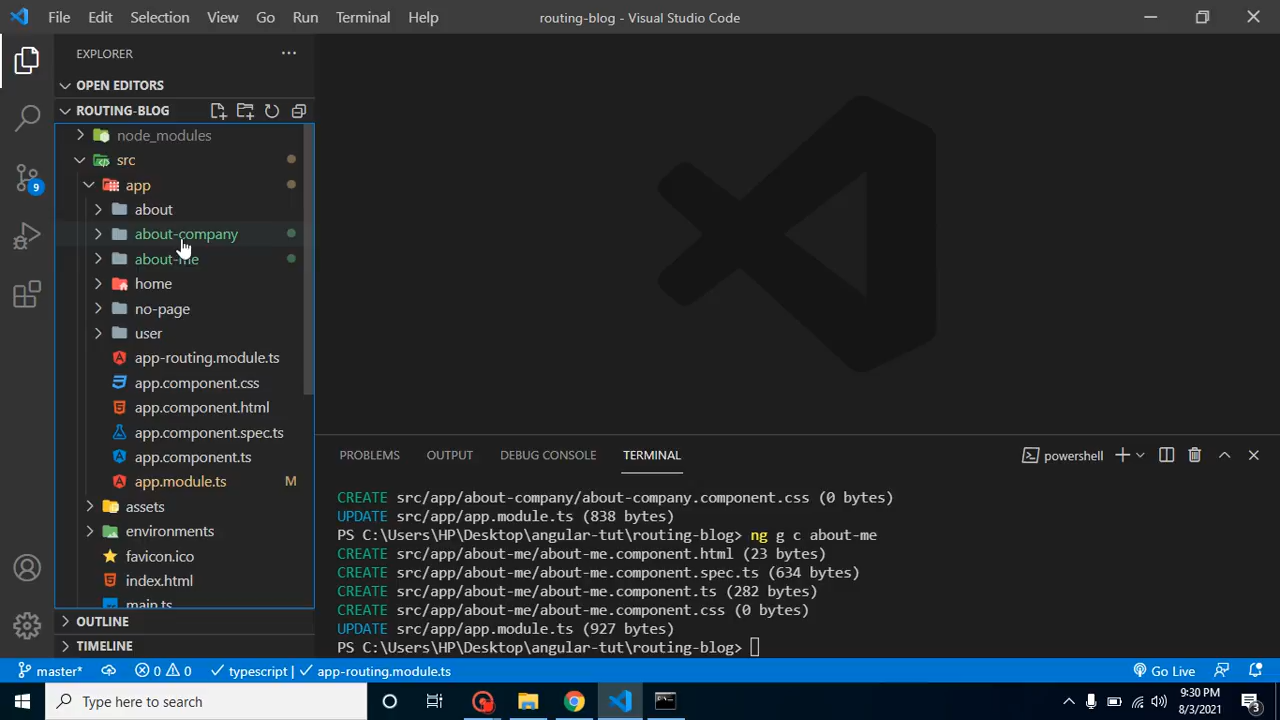 File Edit Selection View Go Run Terminal Help
routing-blog - Visual Studio Code
EXPLORER
OPEN EDITORS
ROUTING-BLOG
node_modules
src
app
about
about-company
about-me
home
no-page
user
app-routing.module.ts
app.component.css
app.component.html
app.component.spec.ts
app.component.ts
app.module.ts M
assets
environments
favicon.ico
index.html
main.ts
OUTLINE
TIMELINE
9
PROBLEMS OUTPUT DEBUG CONSOLE TERMINAL
powershell
CREATE src/app/about-company/about-company.component.css (0 bytes)
UPDATE src/app/app.module.ts (838 bytes)
PS C:\Users\HP\Desktop\angular-tut\routing-blog> ng g c about-me
CREATE src/app/about-me/about-me.component.html (23 bytes)
CREATE src/app/about-me/about-me.component.spec.ts (634 bytes)
CREATE src/app/about-me/about-me.component.ts (282 bytes)
CREATE src/app/about-me/about-me.component.css (0 bytes)
UPDATE src/app/app.module.ts (927 bytes)
PS C:\Users\HP\Desktop\angular-tut\routing-blog>
master* 0 0 typescript | app-routing.module.ts Go Live
Type here to search
9:30 PM
8/3/2021
3